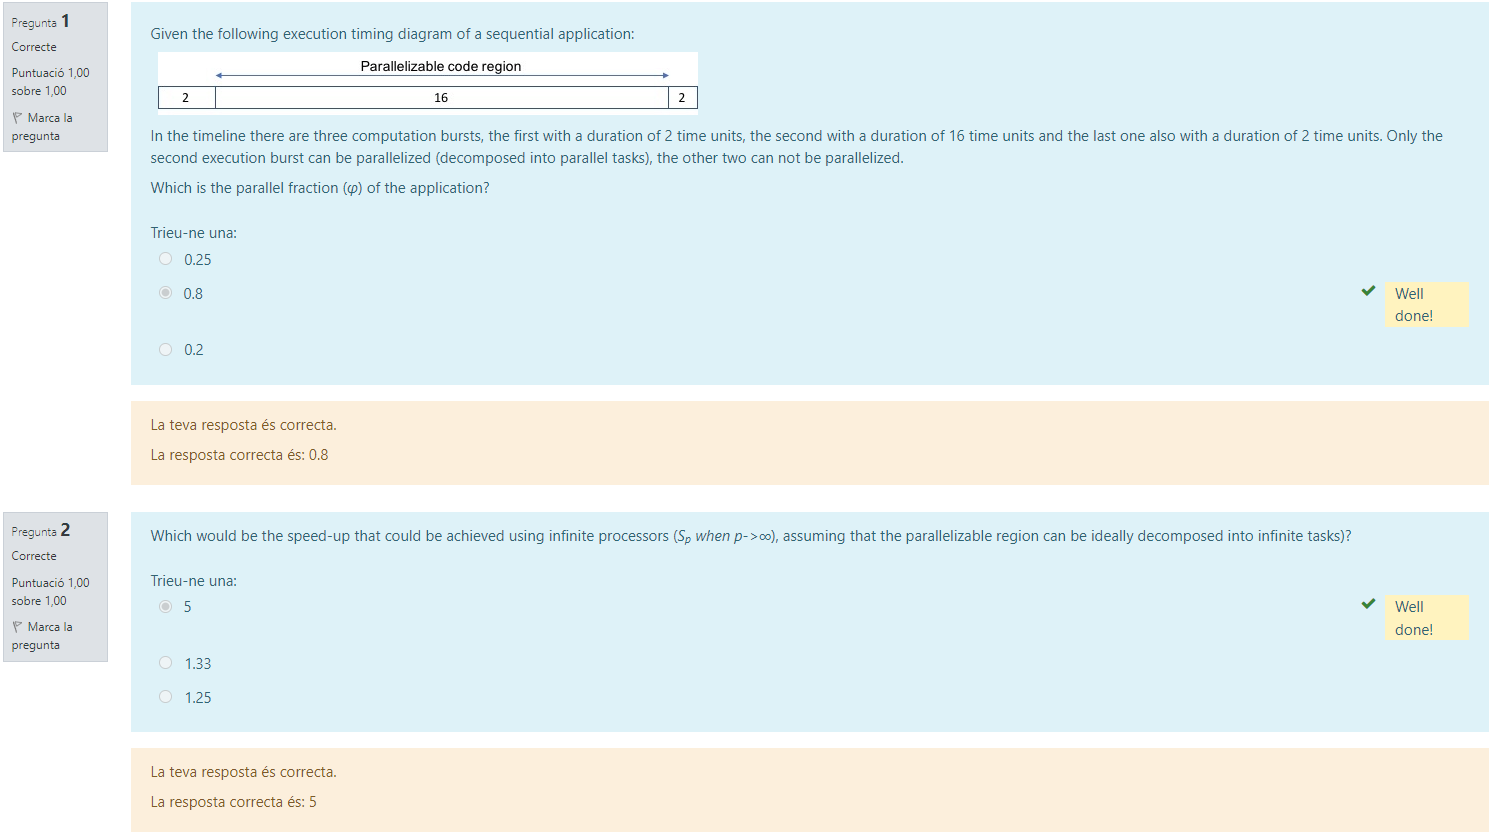 Pregunta 1
Correcte
Puntuació 1,00
sobre 1,00
Marca la
pregunta
Given the following execution timing diagram of a sequential application:
Parallelizable code region
2 16 2
In the timeline there are three computation bursts, the first with a duration of 2 time units, the second with a duration of 16 time units and the last one also with a duration of 2 time units. Only the
second execution burst can be parallelized (decomposed into parallel tasks), the other two can not be parallelized.
Which is the parallel fraction (φ) of the application?
Trieu-ne una:
0.25
0.8
Well
done!
0.2
La teva resposta és correcta.
La resposta correcta és: 0.8
Pregunta 2
Correcte
Puntuació 1,00
sobre 1,00
Marca la
pregunta
Which would be the speed-up that could be achieved using infinite processors (Sp when p->∞), assuming that the parallelizable region can be ideally decomposed into infinite tasks)?
Trieu-ne una:
5
Well
done!
1.33
1.25
La teva resposta és correcta.
La resposta correcta és: 5